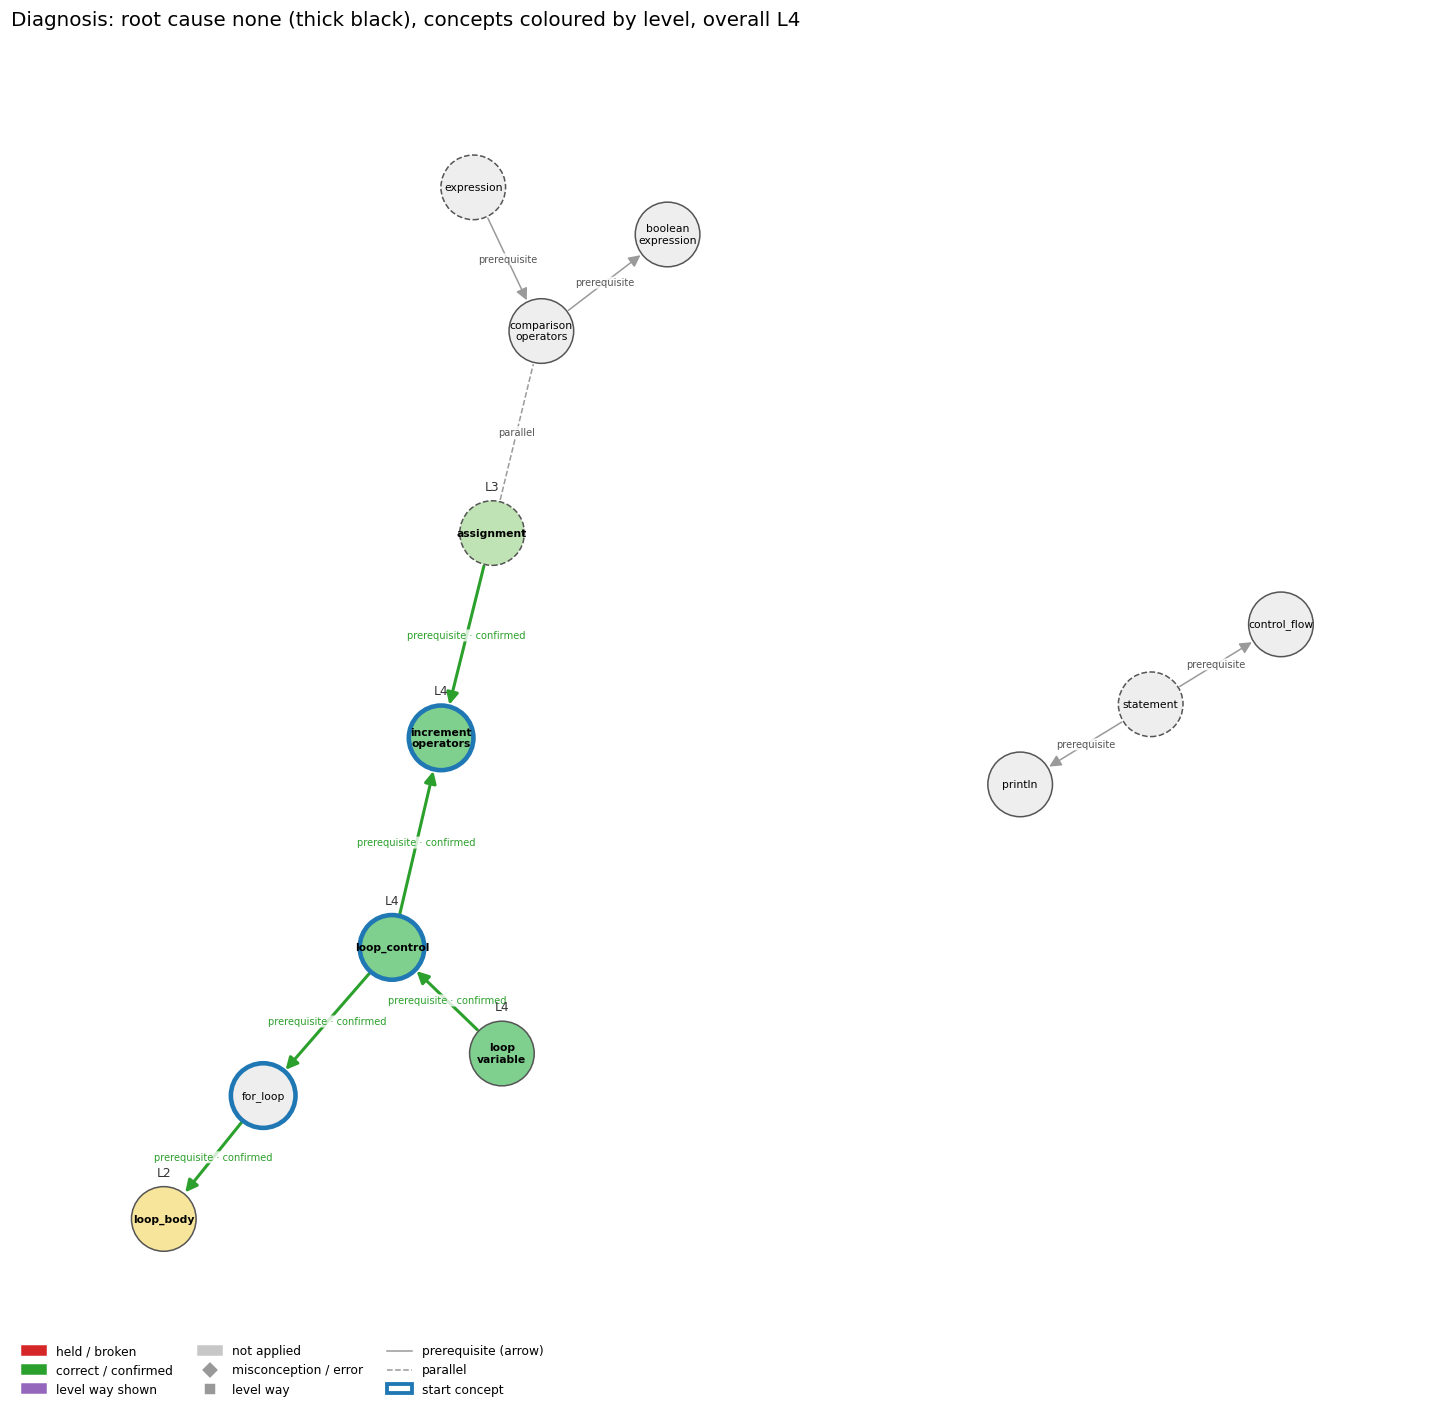 Diagnosis: root cause none (thick black), concepts coloured by level, overall L4
expression
boolean
expression
prerequisite
prerequisite
comparison
operators
parallel
L3
assignment
prerequisite · confirmed
L4
increment
operators
control_flow
prerequisite
statement
prerequisite
println
prerequisite · confirmed
L4
loop_control
prerequisite · confirmed
L4
prerequisite · confirmed
loop
variable
for_loop
prerequisite · confirmed
L2
loop_body
held / broken
correct / confirmed
level way shown
not applied
misconception / error
level way
prerequisite (arrow)
parallel
start concept